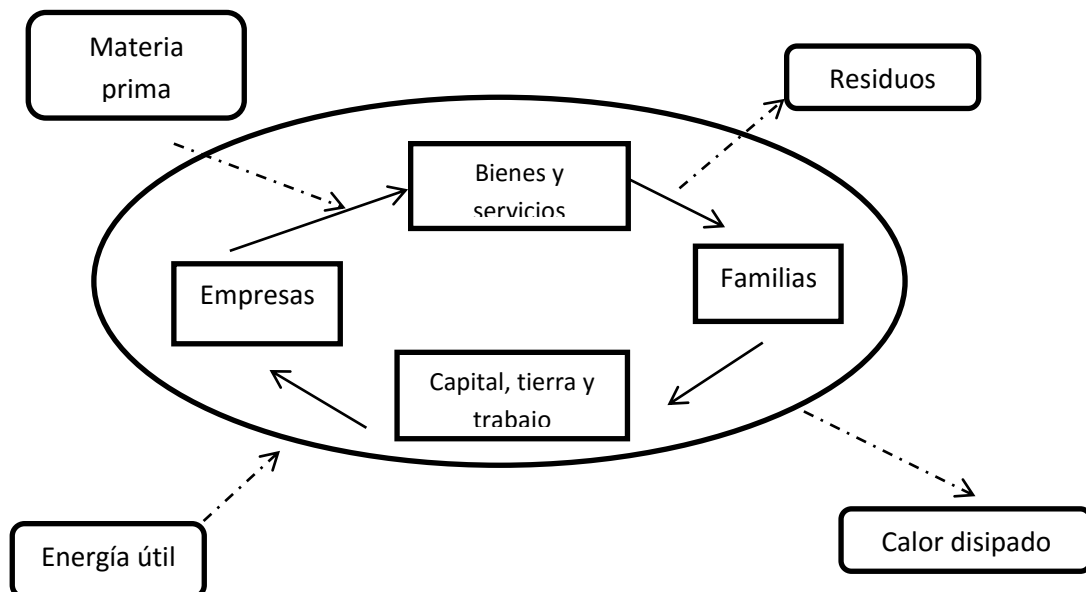 Materia
prima
Residuos
Bienes y
servicios
Empresas
Familias
Capital, tierra y
trabajo
Energía útil
Calor disipado